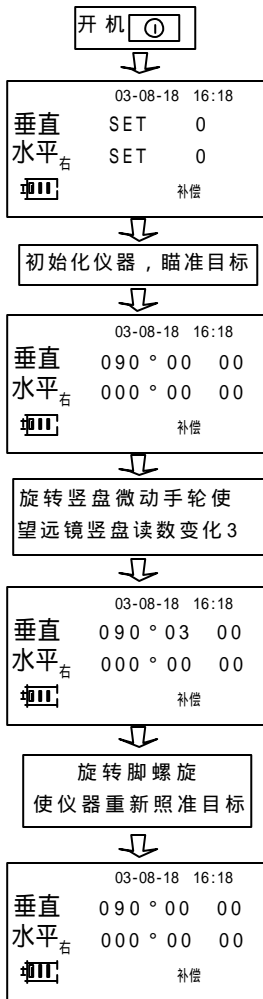 开机
03-08-18 16:18
垂直 SET 0
水平右 SET 0
补偿
初始化仪器，瞄准目标
03-08-18 16:18
垂直 090°00 00
水平右 000°00 00
补偿
旋转竖盘微动手轮使
望远镜竖盘读数变化3
03-08-18 16:18
垂直 090°03 00
水平右 000°00 00
补偿
旋转脚螺旋
使仪器重新照准目标
03-08-18 16:18
垂直 090°00 00
水平右 000°00 00
补偿